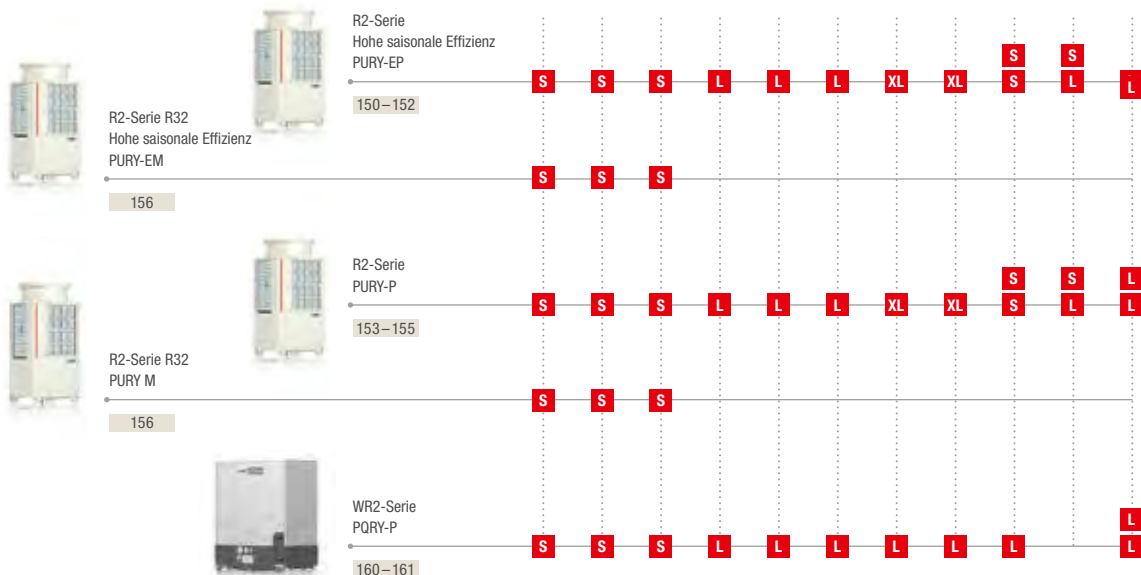 R2-Serie
Hohe saisonale Effizienz
PURY-EP
S S
S S S L L L XL XL S L L
L
150–152
R2-Serie R32
Hohe saisonale Effizienz
PURY-EM
S S S
156
R2-Serie
PURY-P
S S L
S S S L L L XL XL S L L
153–155
R2-Serie R32
PURY M
S S S
156
WR2-Serie
PQRY-P
L
S S S L L L L L L L
160–161